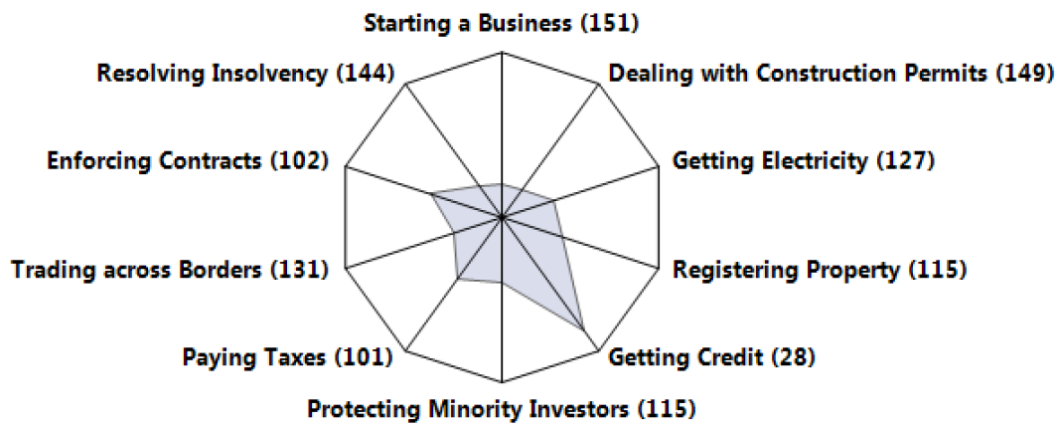 Starting a Business (151)
Resolving Insolvency (144)
Dealing with Construction Permits (149)
Enforcing Contracts (102)
Getting Electricity (127)
Trading across Borders (131)
Registering Property (115)
Paying Taxes (101)
Getting Credit (28)
Protecting Minority Investors (115)